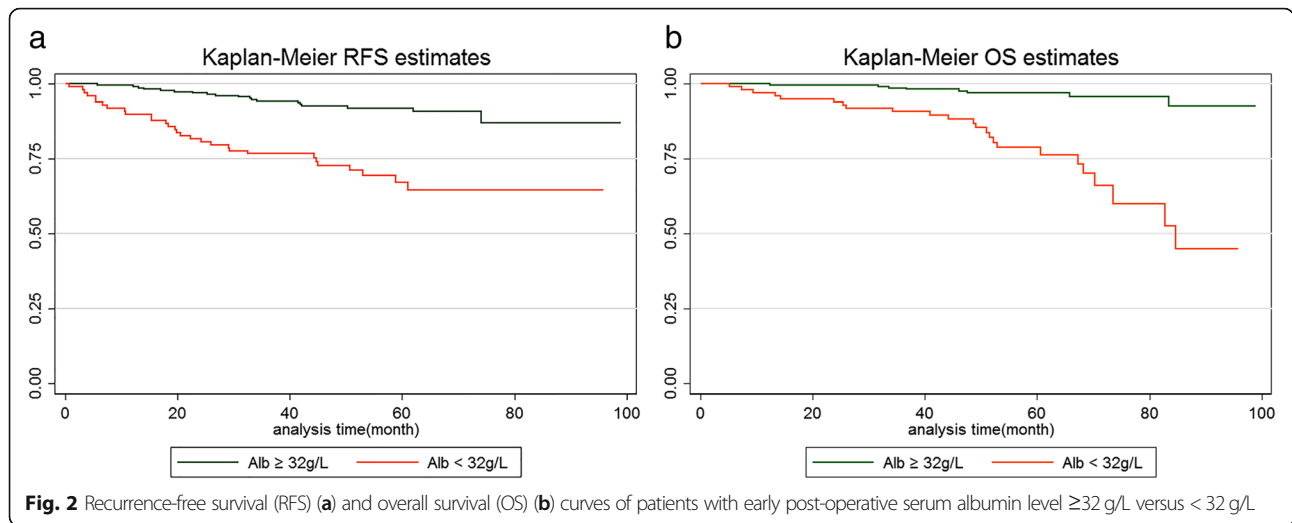 a
Kaplan-Meier RFS estimates
1.00
0.75
0.50
0.25
0.00
0 20 40 60 80 100
analysis time(month)
Alb ≥ 32g/L Alb < 32g/L
b
Kaplan-Meier OS estimates
1.00
0.75
0.50
0.25
0.00
0 20 40 60 80 100
analysis time(month)
Alb ≥ 32g/L Alb < 32g/L
Fig. 2 Recurrence-free survival (RFS) (a) and overall survival (OS) (b) curves of patients with early post-operative serum albumin level ≥32 g/L versus < 32 g/L